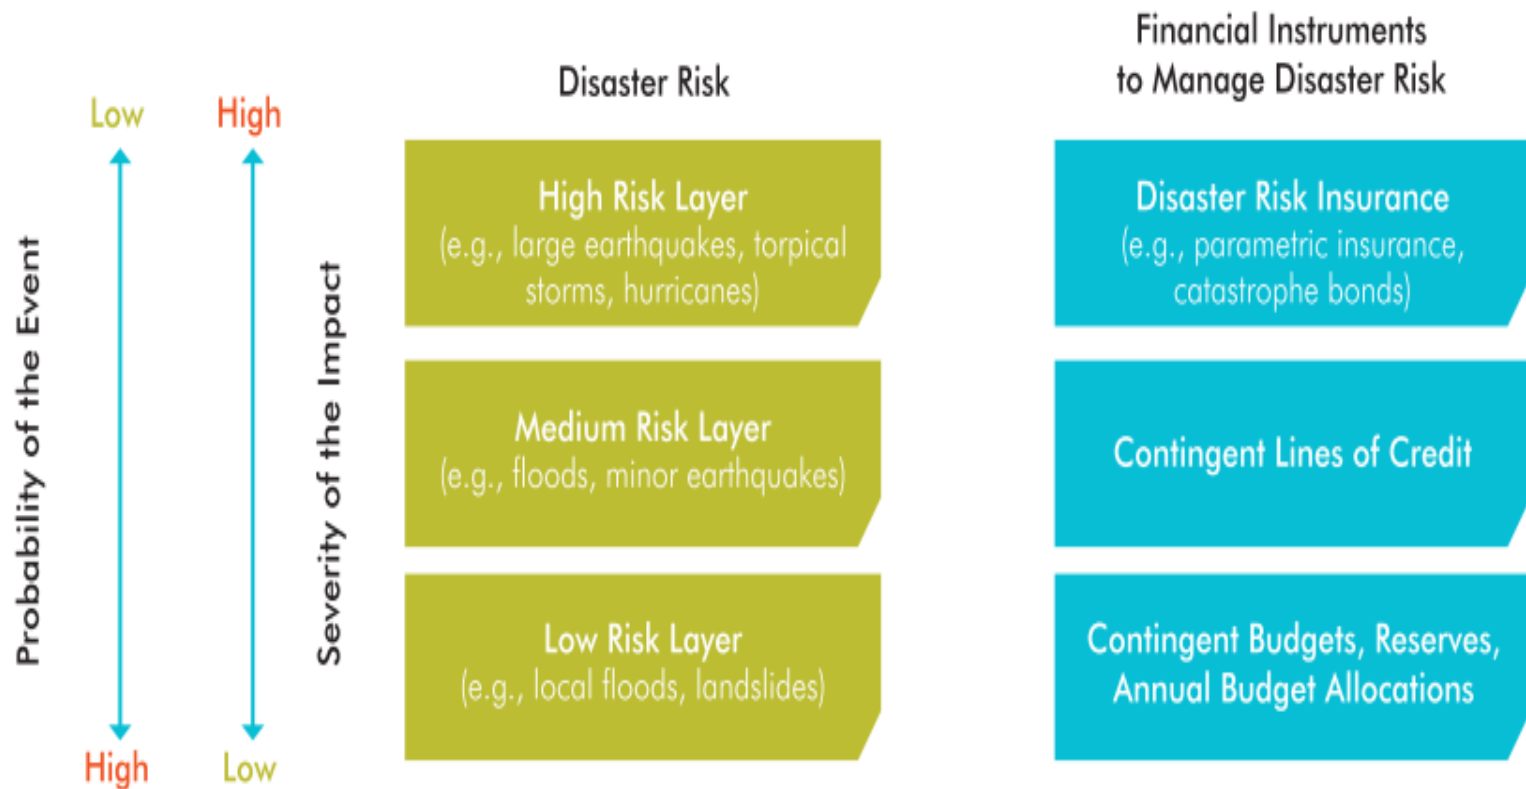 Financial Instruments
to Manage Disaster Risk
Disaster Risk
Low
High
Probability of the Event
Severity of the Impact
High Risk Layer
(e.g., large earthquakes, torpical
storms, hurricanes)
Disaster Risk Insurance
(e.g., parametric insurance,
catastrophe bonds)
Medium Risk Layer
(e.g., floods, minor earthquakes)
Contingent Lines of Credit
Low Risk Layer
(e.g., local floods, landslides)
Contingent Budgets, Reserves,
Annual Budget Allocations
High
Low